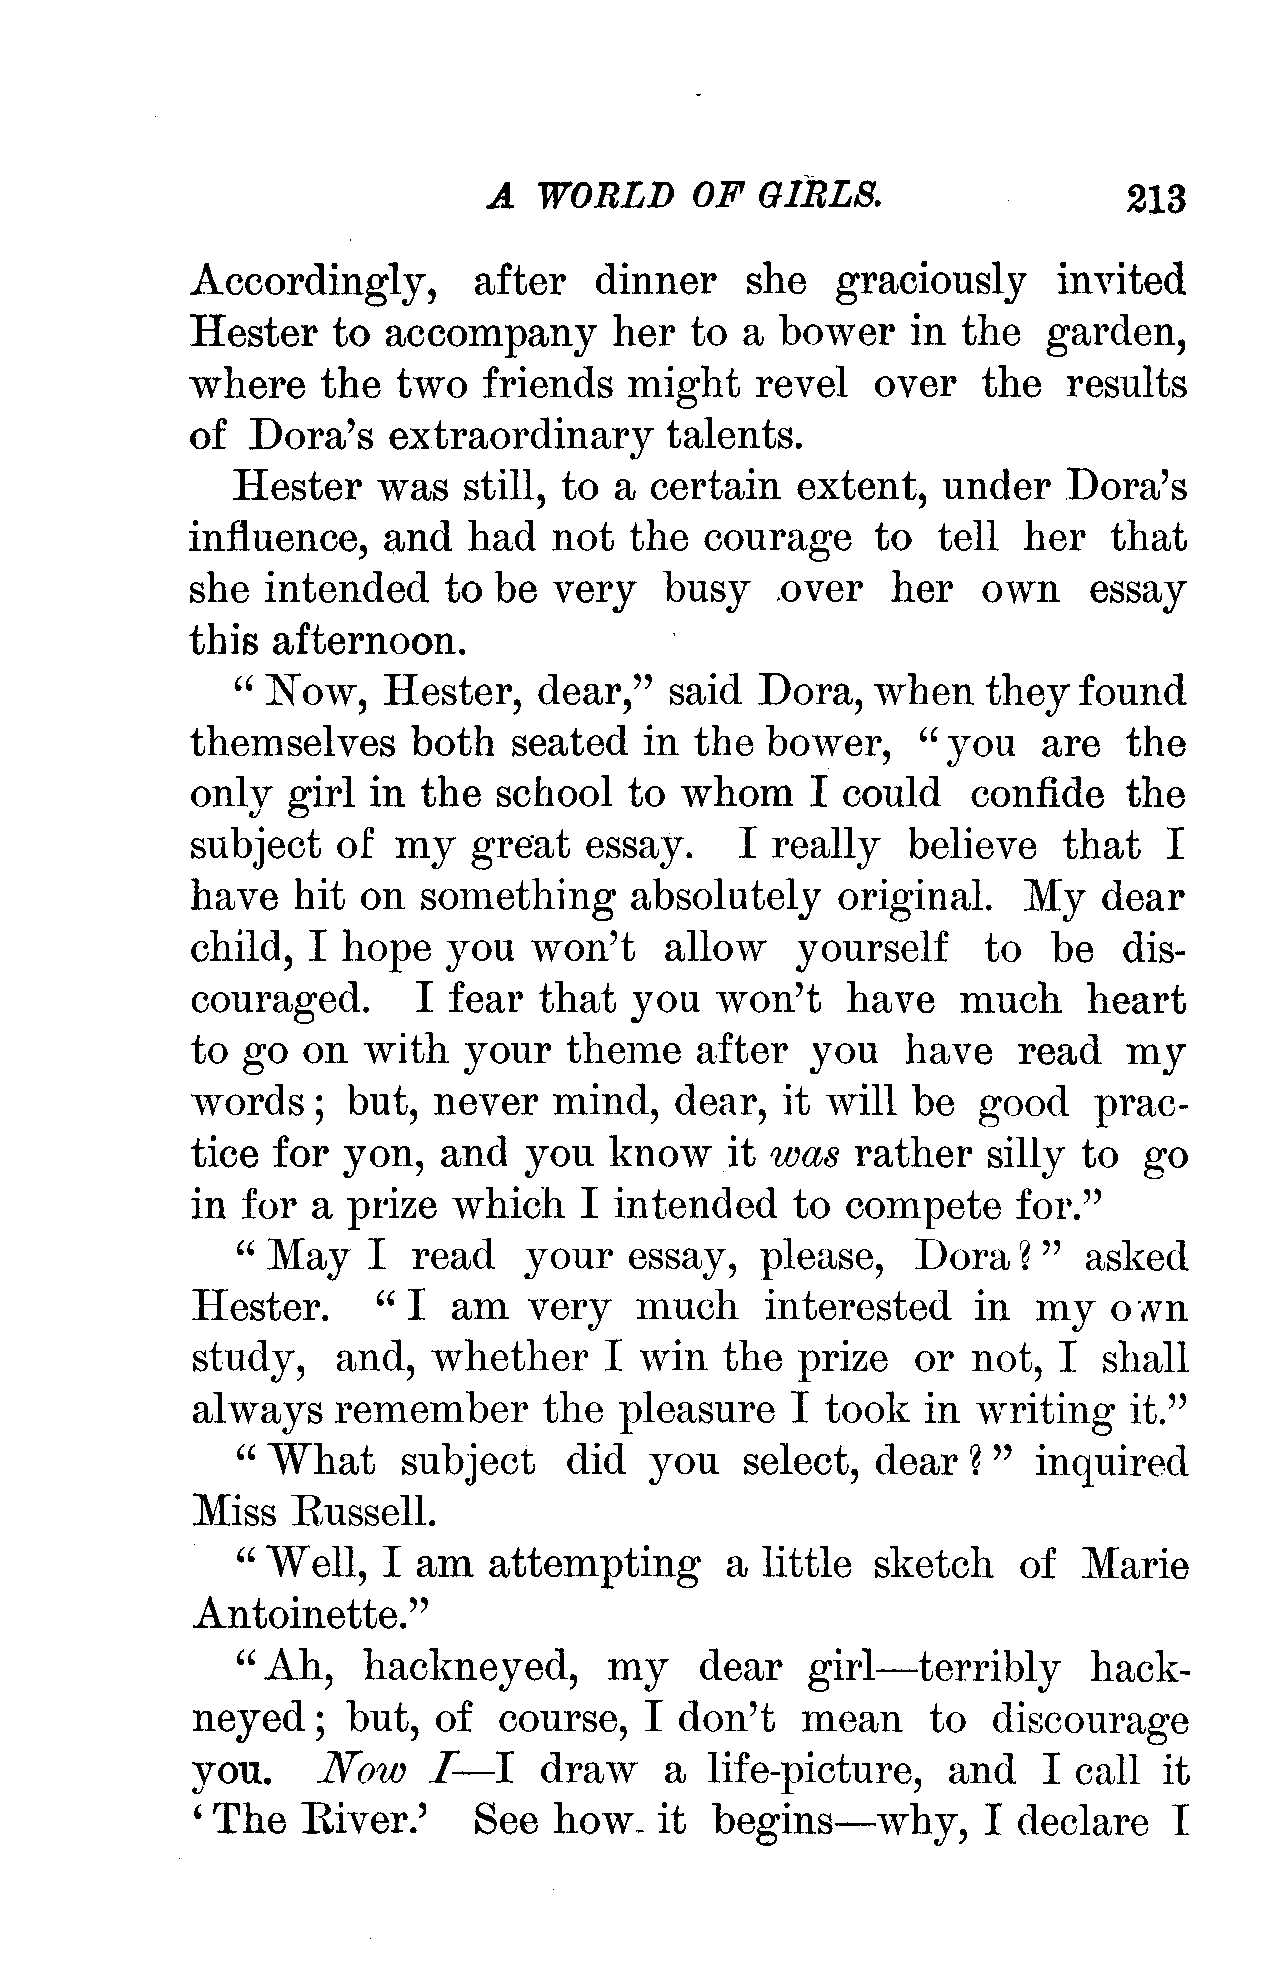 A WORLD OF GIRLS. 213
Accordingly, after dinner she graciously invited
Hester to accompany her to a bower in the garden,
where the two friends might revel over the results
of Dora's extraordinary talents.
Hester was still, to a certain extent, under Dora's
influence, and had not the courage to tell her that
she intended to be very busy over her own essay
this afternoon.
"Now, Hester, dear," said Dora, when they found
themselves both seated in the bower, "you are the
only girl in the school to whom I could confide the
subject of my great essay. I really believe that I
have hit on something absolutely original. My dear
child, I hope you won't allow yourself to be dis-
couraged. I fear that you won't have much heart
to go on with your theme after you have read my
words; but, never mind, dear, it will be good prac-
tice for yon, and you know it was rather silly to go
in for a prize which I intended to compete for."
"May I read your essay, please, Dora?" asked
Hester. "I am very much interested in my own
study, and, whether I win the prize or not, I shall
always remember the pleasure I took in writing it."
"What subject did you select, dear?" inquired
Miss Russell.
"Well, I am attempting a little sketch of Marie
Antoinette."
"Ah, hackneyed, my dear girl—terribly hack-
neyed; but, of course, I don't mean to discourage
you. Now I—I draw a life-picture, and I call it
'The River.' See how it begins—why, I declare I